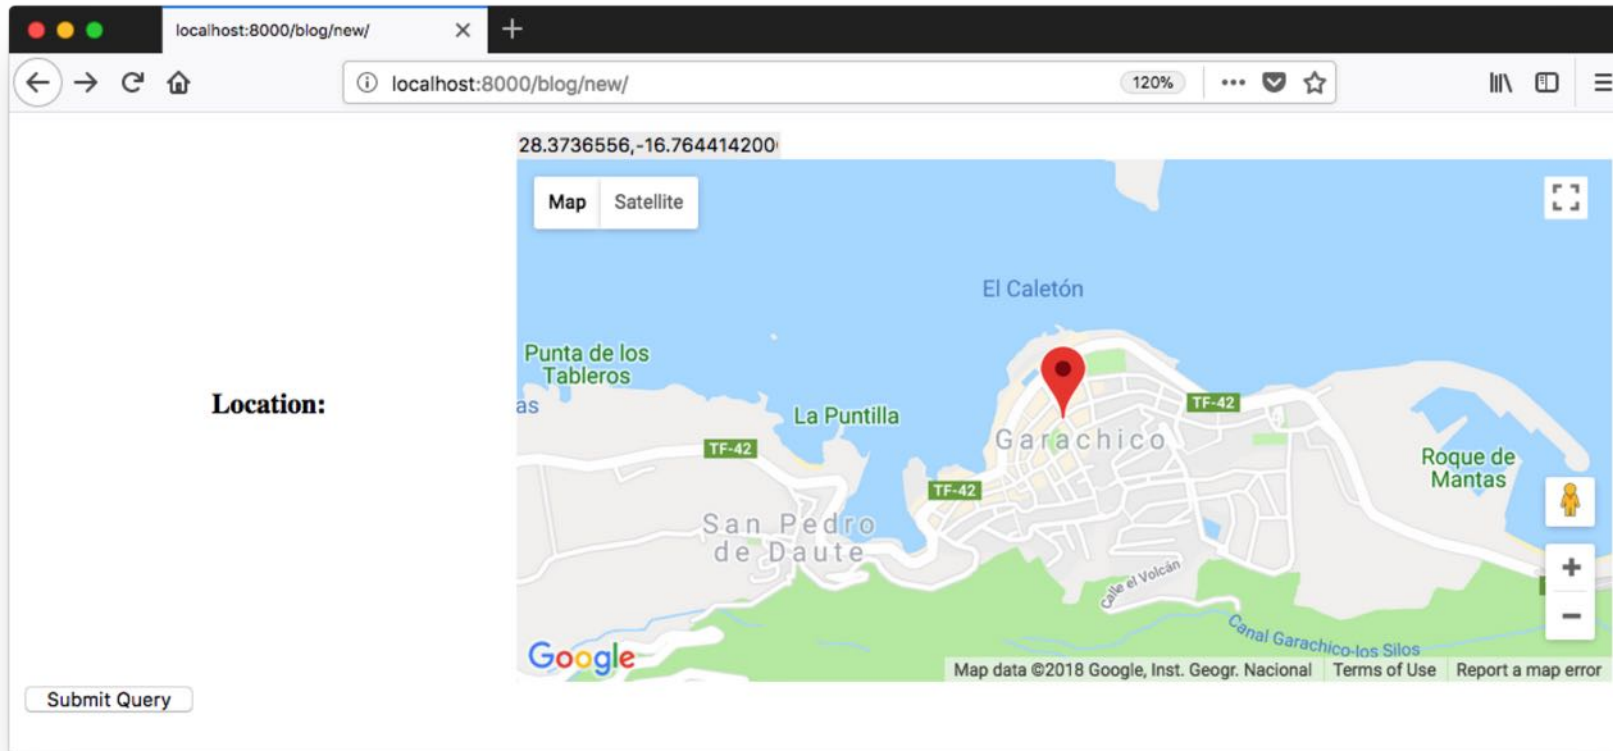 localhost:8000/blog/new/
localhost:8000/blog/new/
120%
28.3736556,-16.764414200
Map Satellite
El Caletón
Punta de los
Tableros
as
La Puntilla
TF-42
Garachico
TF-42
Roque de
Mantas
TF-42
San Pedro
de Daute
Location:
Calle el Volcán
Canal Garachico-los Silos
Google
Map data ©2018 Google, Inst. Geogr. Nacional Terms of Use Report a map error
Submit Query